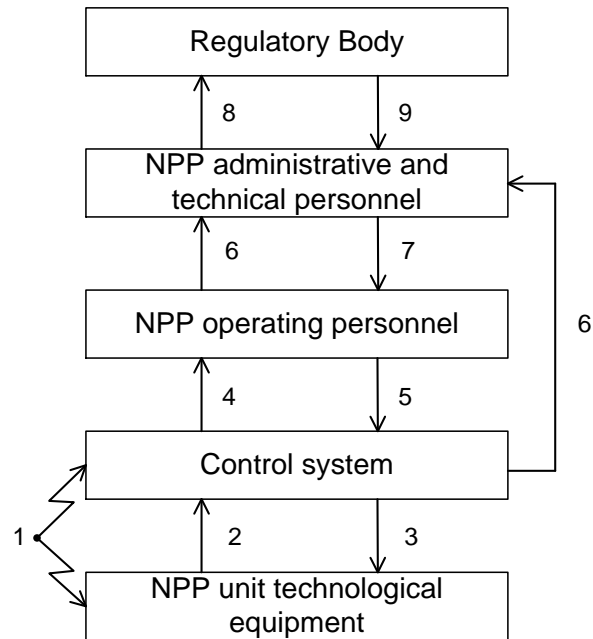 Regulatory Body
8
9
NPP administrative and
technical personnel
6
7
NPP operating personnel
6
4
5
Control system
1
2
3
NPP unit technological
equipment